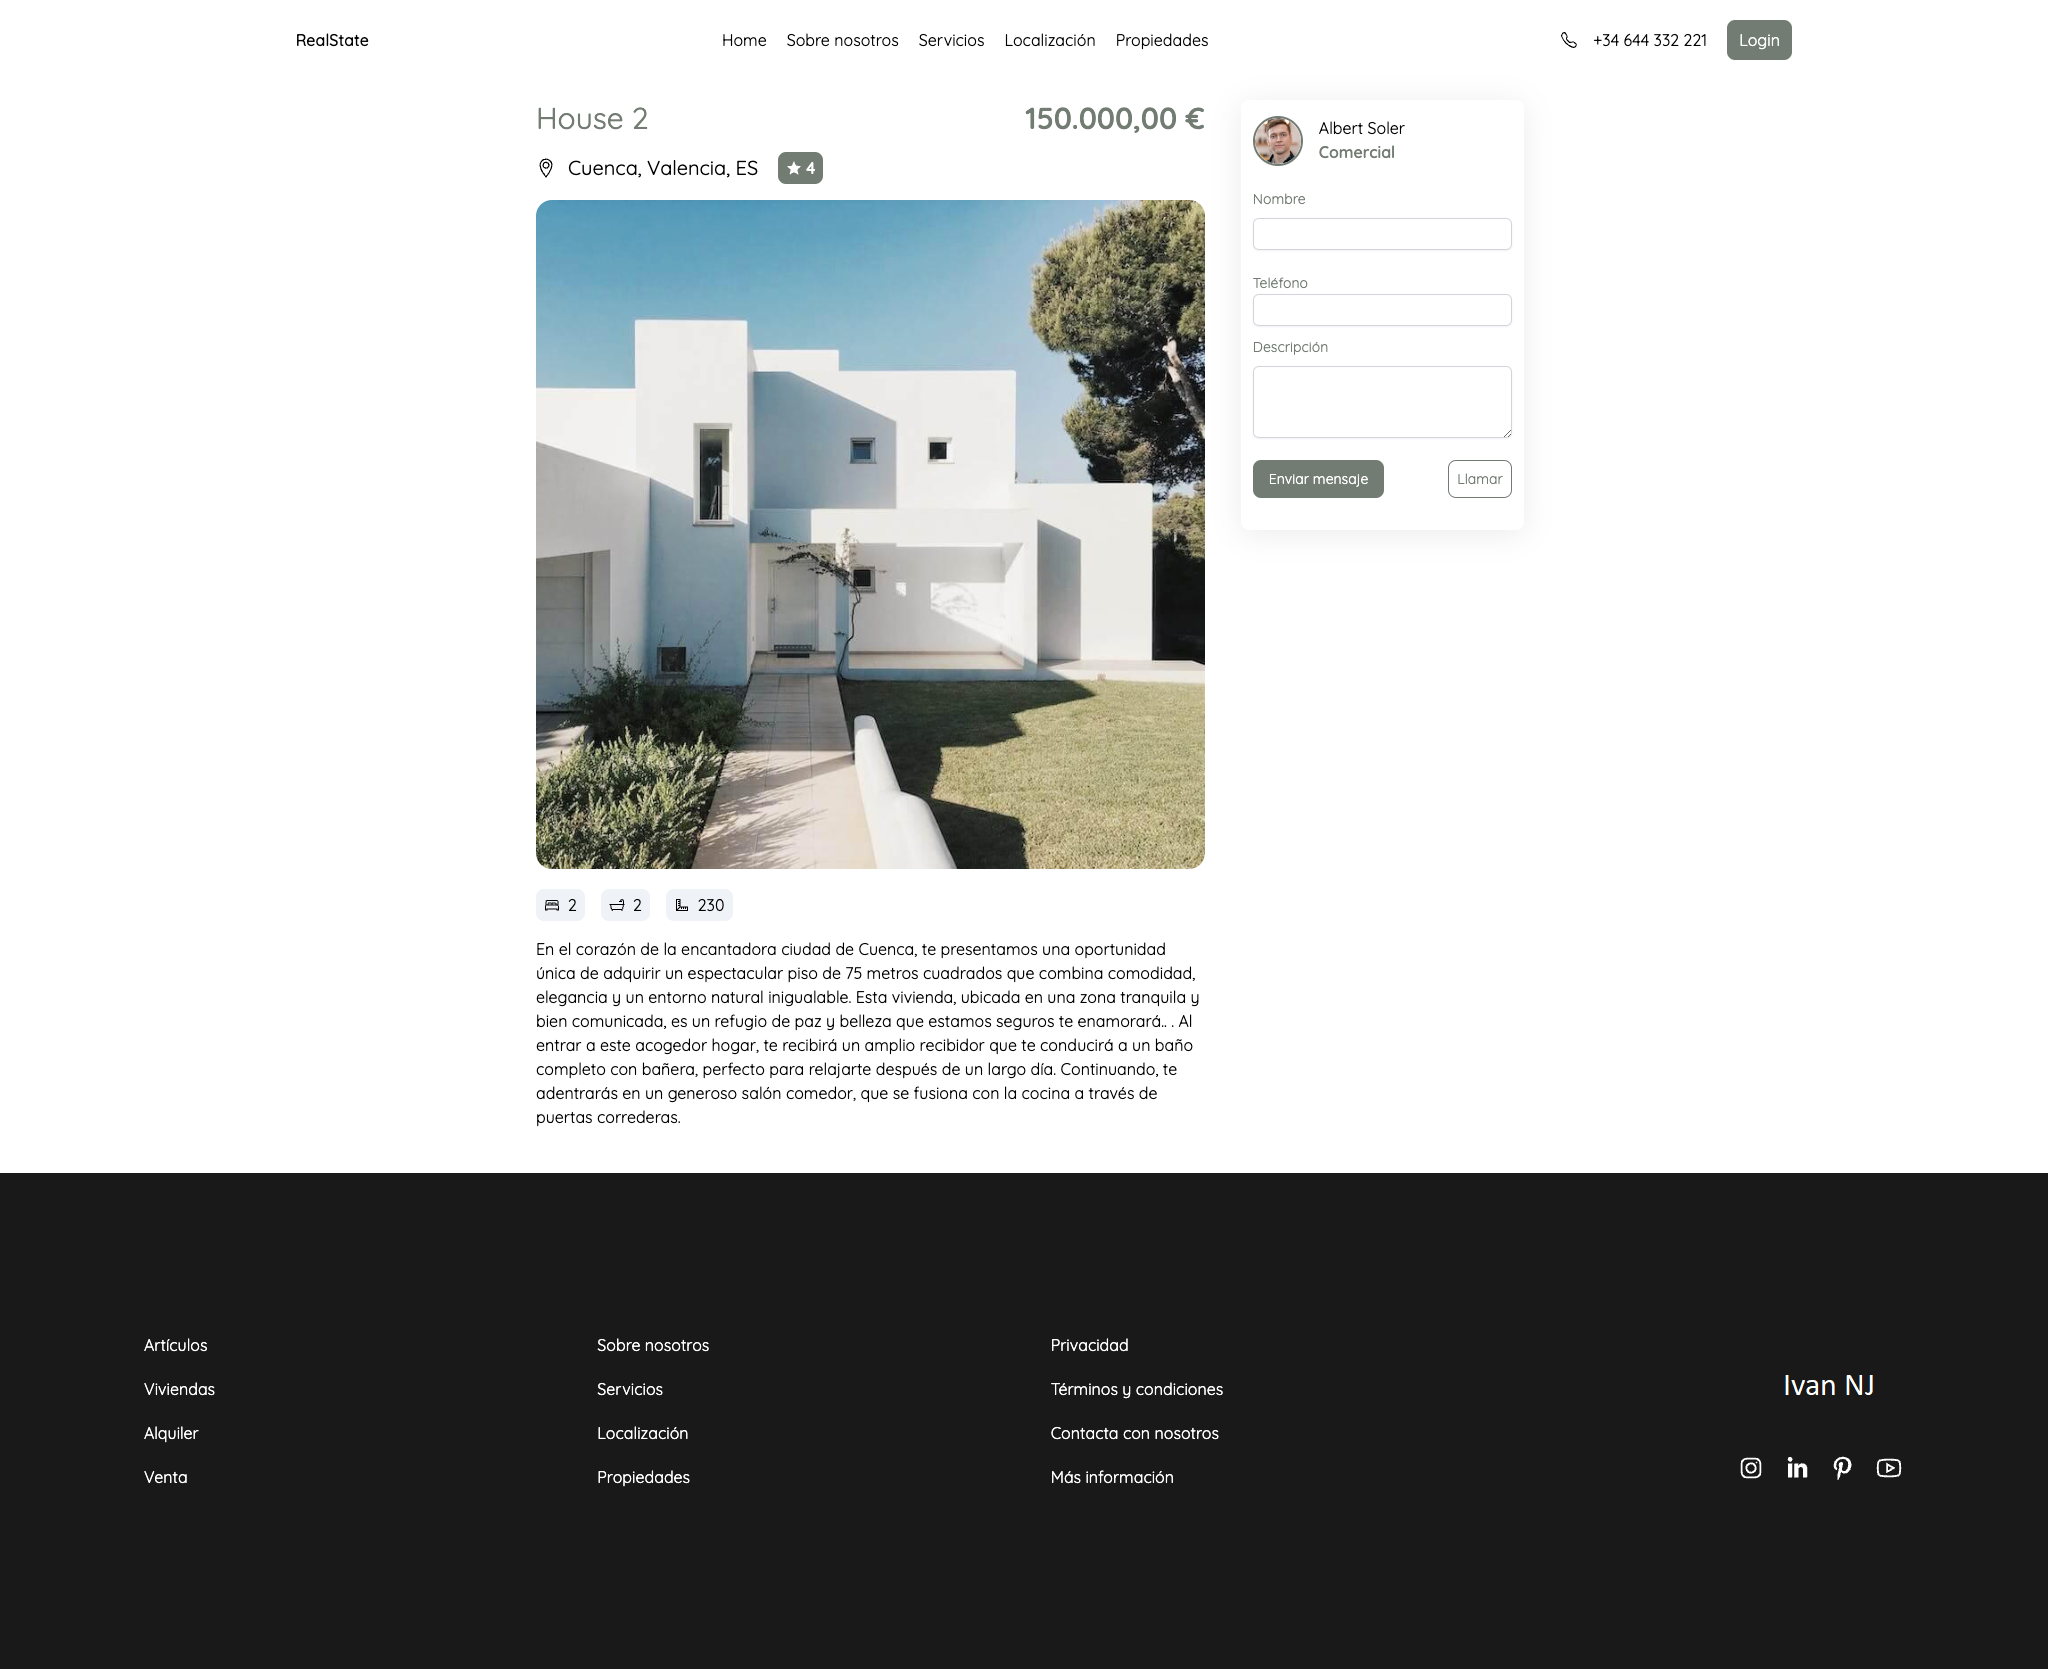 RealState
Home Sobre nosotros Servicios Localización Propiedades
+34 644 332 221 Login
House 2 150.000,00 €
Cuenca, Valencia, ES 4
Albert Soler
Comercial
Nombre
Teléfono
Descripción
Enviar mensaje Llamar
2 2 230
En el corazón de la encantadora ciudad de Cuenca, te presentamos una oportunidad
única de adquirir un espectacular piso de 75 metros cuadrados que combina comodidad,
elegancia y un entorno natural inigualable. Esta vivienda, ubicada en una zona tranquila y
bien comunicada, es un refugio de paz y belleza que estamos seguros te enamorará.. . Al
entrar a este acogedor hogar, te recibirá un amplio recibidor que te conducirá a un baño
completo con bañera, perfecto para relajarte después de un largo día. Continuando, te
adentrarás en un generoso salón comedor, que se fusiona con la cocina a través de
puertas correderas.
Artículos
Viviendas
Alquiler
Venta
Sobre nosotros
Servicios
Localización
Propiedades
Privacidad
Términos y condiciones
Contacta con nosotros
Más información
Ivan NJ